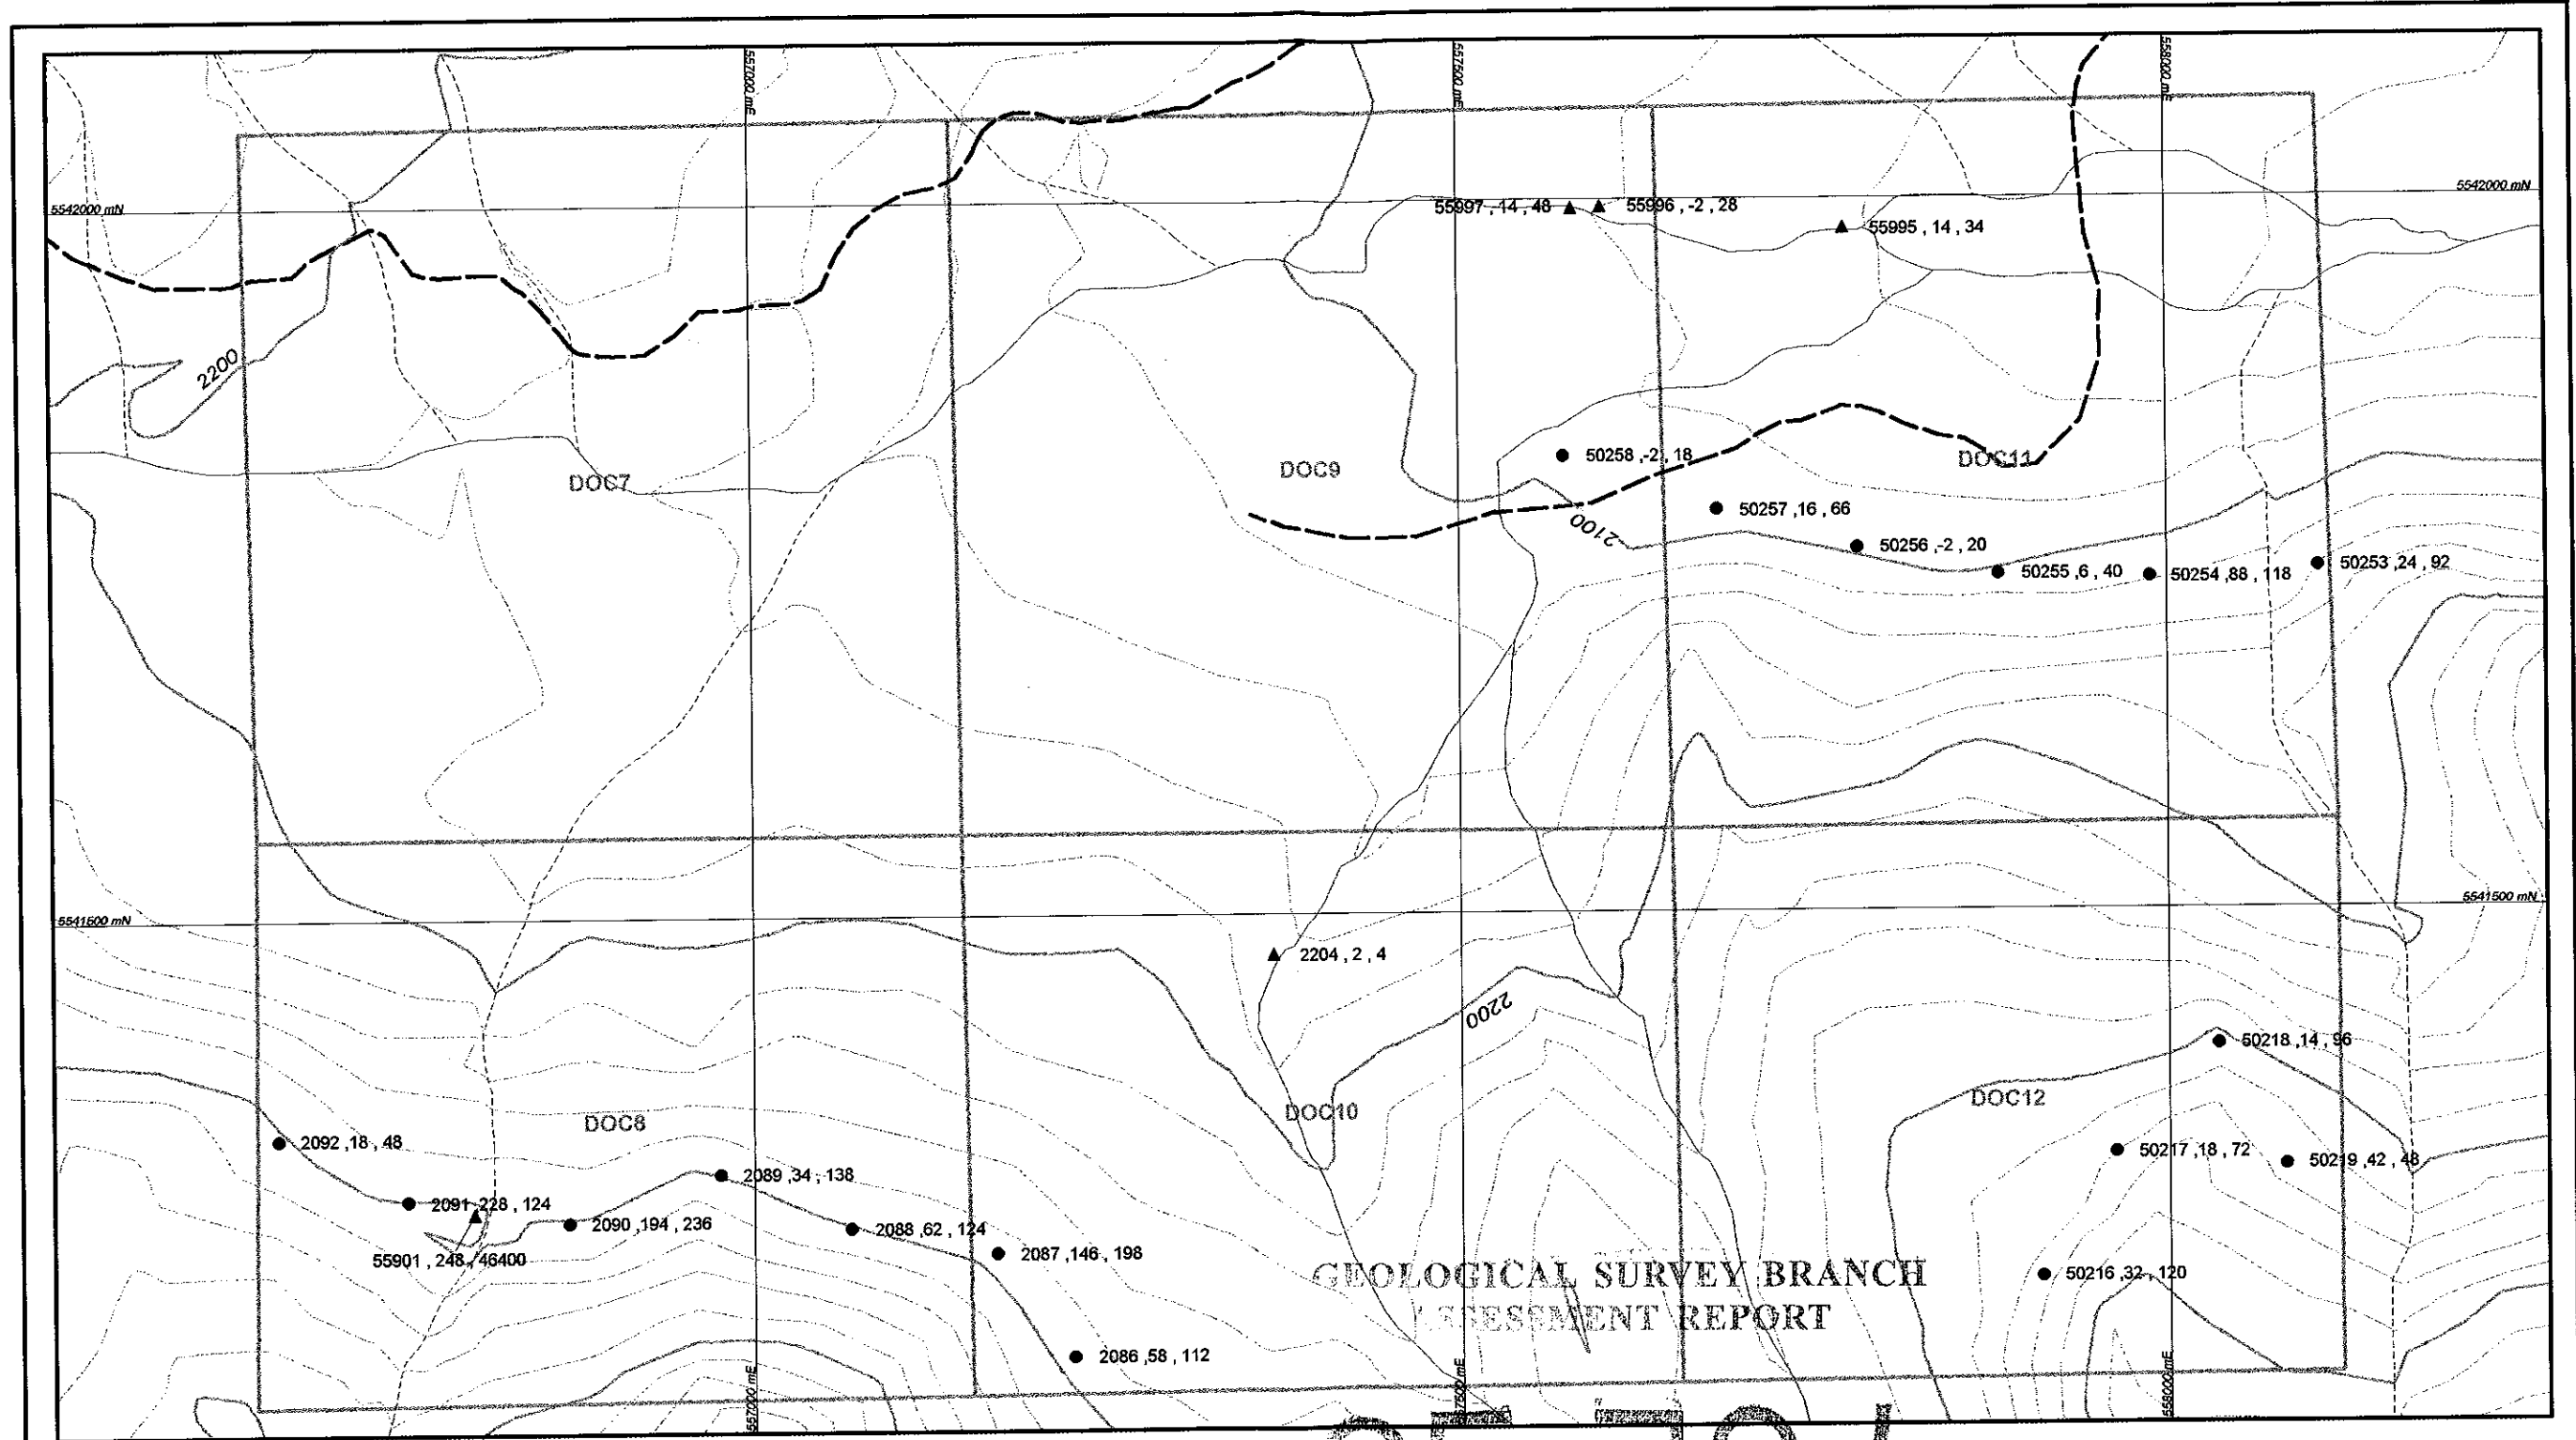 557000 mE
557500 mE
558000 mE
5542000 mN
5542000 mN
55997 , 14 , 48
55996 , -2 , 28
55995 , 14 , 34
2200
DOC7
DOC9
DOC11
50258 ,-2 , 18
50257 ,16 , 66
2100
50256 ,-2 , 20
50255 ,6 , 40
50254 ,88 , 118
50253 ,24 , 92
5541500 mN
5541500 mN
2204 , 2 , 4
2200
50218 ,14 , 96
DOC8
DOC10
DOC12
2092 ,18 , 48
2089 ,34 , 138
50217 ,18 , 72
50219 ,42 , 48
2091 ,228 , 124
2090 ,194 , 236
2088 ,62 , 124
2087 ,146 , 198
55901 , 248 , 46400
50216 ,32 , 120
GEOLOGICAL SURVEY BRANCH
ASSESSMENT REPORT
2086 ,58 , 112
557000 mE
557500 mE
558000 mE